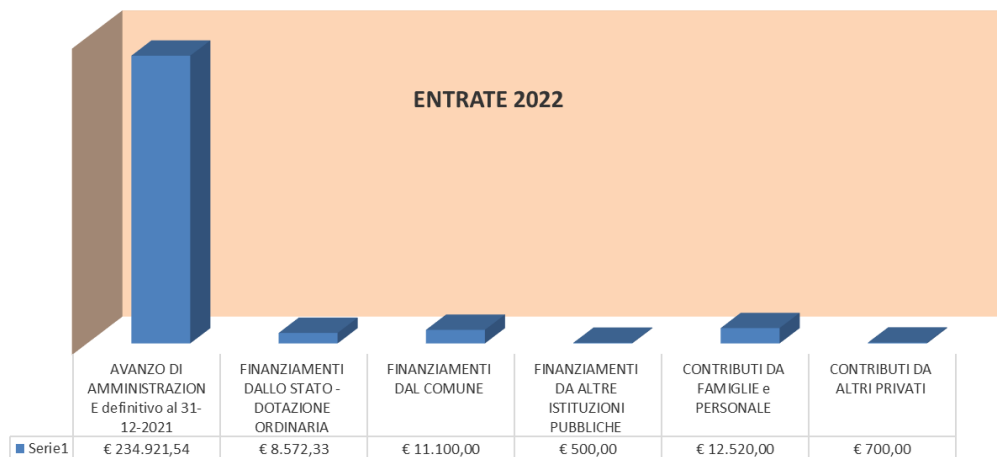 ENTRATE 2022
AVANZO DI
AMMINISTRAZION
E definitivo al 31-
12-2021
FINANZIAMENTI
DALLO STATO -
DOTAZIONE
ORDINARIA
FINANZIAMENTI
DAL COMUNE
FINANZIAMENTI
DA ALTRE
ISTITUZIONI
PUBBLICHE
CONTRIBUTI DA
FAMIGLIE e
PERSONALE
CONTRIBUTI DA
ALTRI PRIVATI
Serie1 € 234.921,54 € 8.572,33 € 11.100,00 € 500,00 € 12.520,00 € 700,00